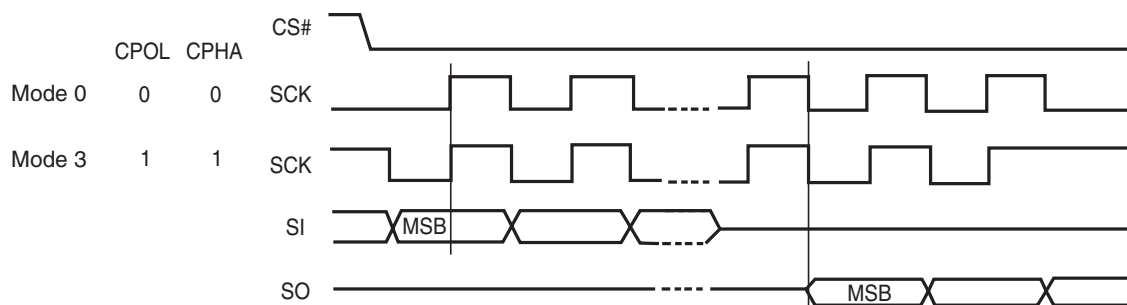 CS#
CPOL CPHA
Mode 0 0 0 SCK
Mode 3 1 1 SCK
SI MSB
SO MSB